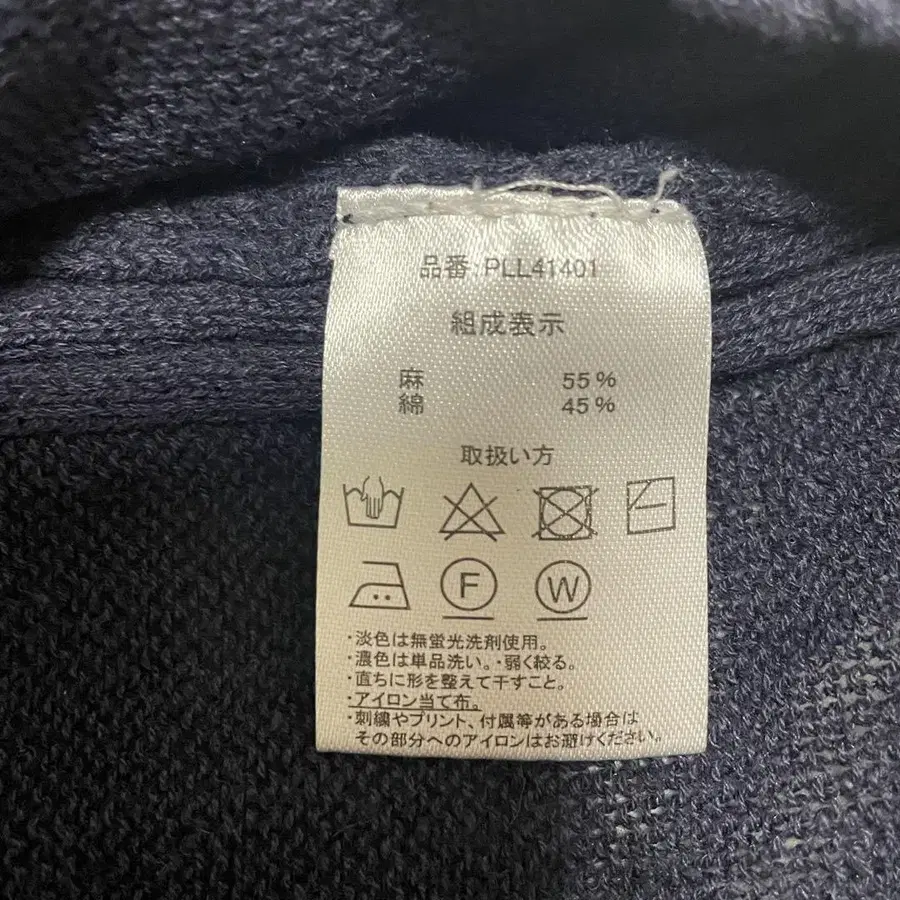 品番:PLL41401
組成表示
麻 55%
綿 45%
取扱い方
F W
・淡色は無蛍光洗剤使用。
・濃色は単品洗い。・弱く絞る。
・直ちに形を整えて干すこと。
・アイロン当て布。
・刺繍やプリント、付属等がある場合は
その部分へのアイロンはお避けください。